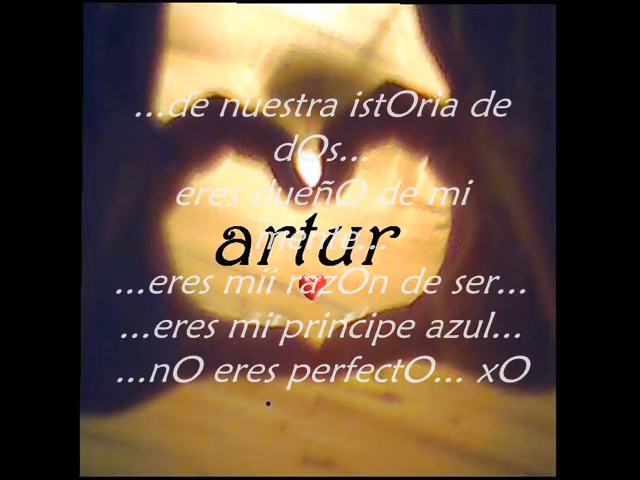 ...de nuestra istOria de
dOs...
eres dueñO de mi
mente...
artur
...eres mii razOn de ser...
...eres mi principe azul...
...nO eres perfectO... xO